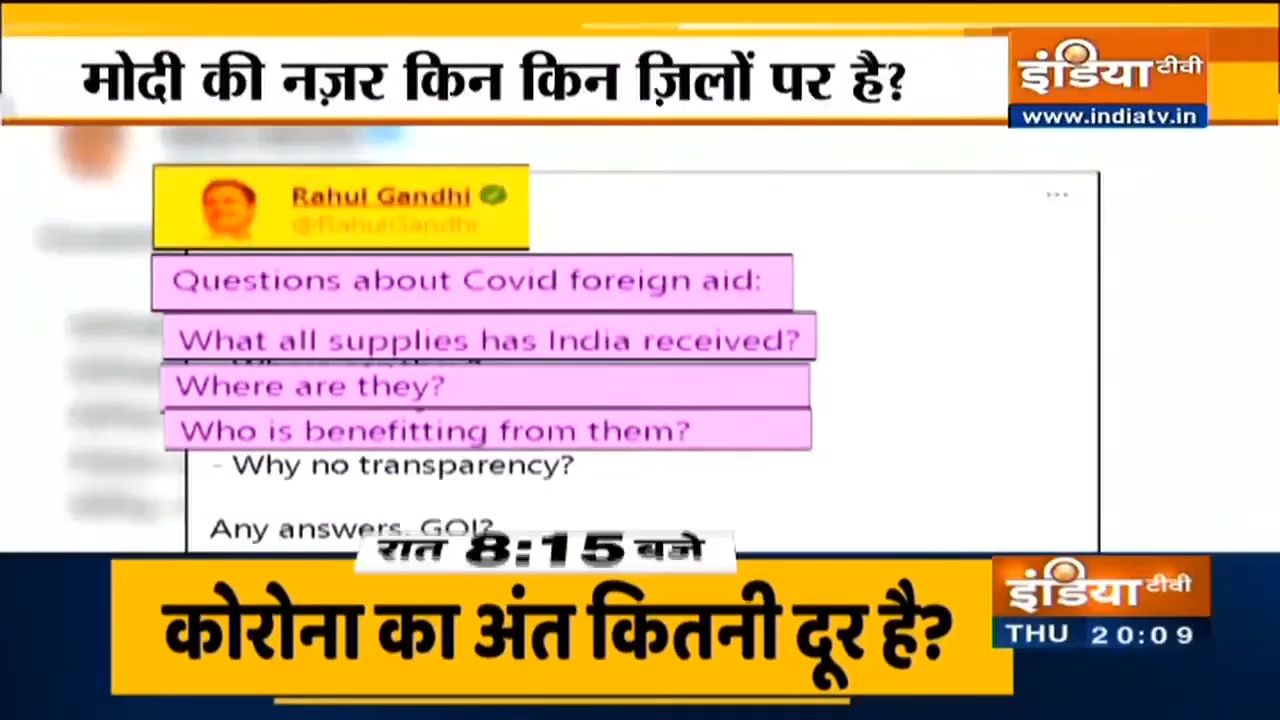 मोदी की नज़र किन किन ज़िलों पर है?
इंडिया टीवी
www.indiatv.in
Rahul Gandhi
@RahulGandhi
Questions about Covid foreign aid:
What all supplies has India received?
Where are they?
Who is benefitting from them?
- Why no transparency?
Any answers, GOI?
रात 8:15 बजे
कोरोना का अंत कितनी दूर है?
इंडिया टीवी
THU 20:09